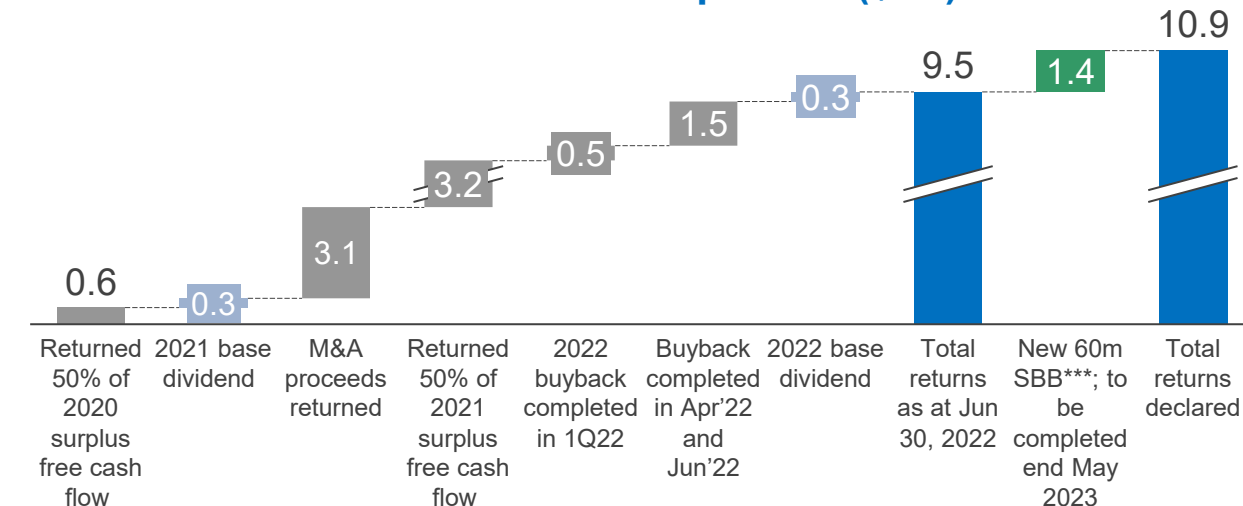 10.9
9.5
1.4
0.3
1.5
0.5
3.2
3.1
0.6
0.3
Returned
50% of
2020
surplus
free cash
flow
2021 base
dividend
M&A
proceeds
returned
Returned
50% of
2021
surplus
free cash
flow
2022
buyback
completed
in 1Q22
Buyback
completed
in Apr'22
and
Jun'22
2022 base
dividend
Total
returns
as at Jun
30, 2022
New 60m
SBB***; to
be
completed
end May
2023
Total
returns
declared